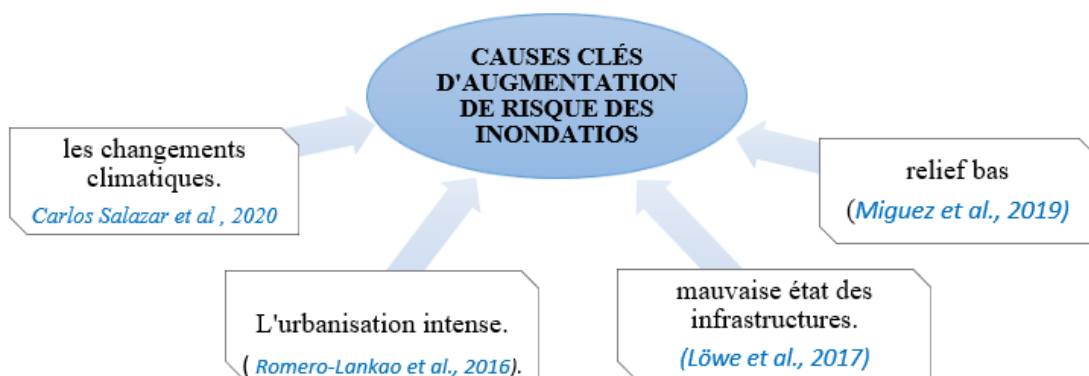 CAUSES CLÉS
D'AUGMENTATION
DE RISQUE DES
INONDATIOS
les changements
climatiques.
Carlos Salazar et al , 2020
relief bas
(Miguez et al., 2019)
L'urbanisation intense.
( Romero-Lankao et al., 2016).
mauvaise état des
infrastructures.
(Löwe et al., 2017)